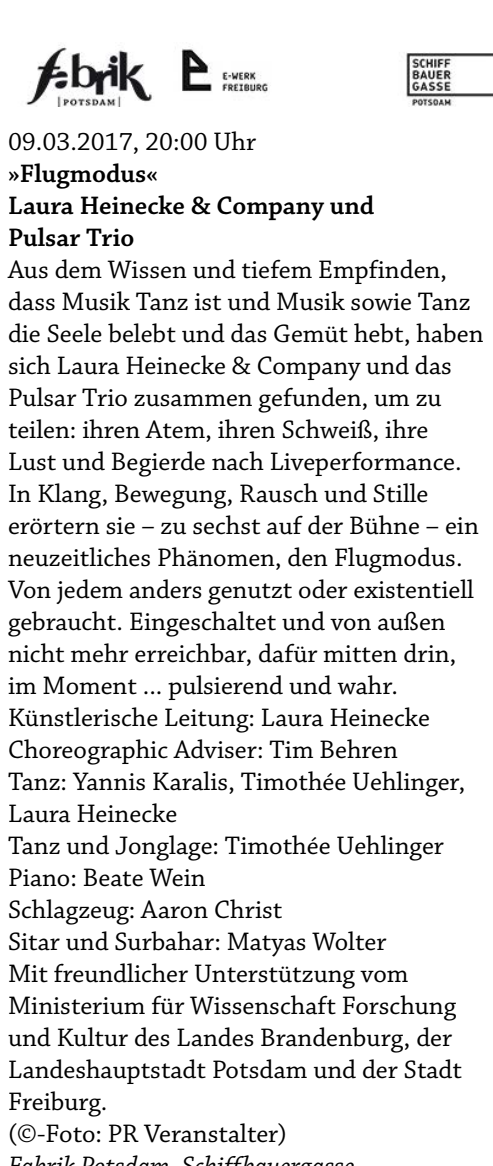 fabrik
|POTSDAM|
E-WERK
FREIBURG
SCHIFF
BAUER
GASSE
POTSDAM
09.03.2017, 20:00 Uhr
»Flugmodus«
Laura Heinecke & Company und
Pulsar Trio
Aus dem Wissen und tiefem Empfinden,
dass Musik Tanz ist und Musik sowie Tanz
die Seele belebt und das Gemüt hebt, haben
sich Laura Heinecke & Company und das
Pulsar Trio zusammen gefunden, um zu
teilen: ihren Atem, ihren Schweiß, ihre
Lust und Begierde nach Liveperformance.
In Klang, Bewegung, Rausch und Stille
erörtern sie – zu sechst auf der Bühne – ein
neuzeitliches Phänomen, den Flugmodus.
Von jedem anders genutzt oder existentiell
gebraucht. Eingeschaltet und von außen
nicht mehr erreichbar, dafür mitten drin,
im Moment ... pulsierend und wahr.
Künstlerische Leitung: Laura Heinecke
Choreographic Adviser: Tim Behren
Tanz: Yannis Karalis, Timothée Uehlinger,
Laura Heinecke
Tanz und Jonglage: Timothée Uehlinger
Piano: Beate Wein
Schlagzeug: Aaron Christ
Sitar und Surbahar: Matyas Wolter
Mit freundlicher Unterstützung vom
Ministerium für Wissenschaft Forschung
und Kultur des Landes Brandenburg, der
Landeshauptstadt Potsdam und der Stadt
Freiburg.
(©-Foto: PR Veranstalter)
Fabrik Potsdam, Schiffbauergasse